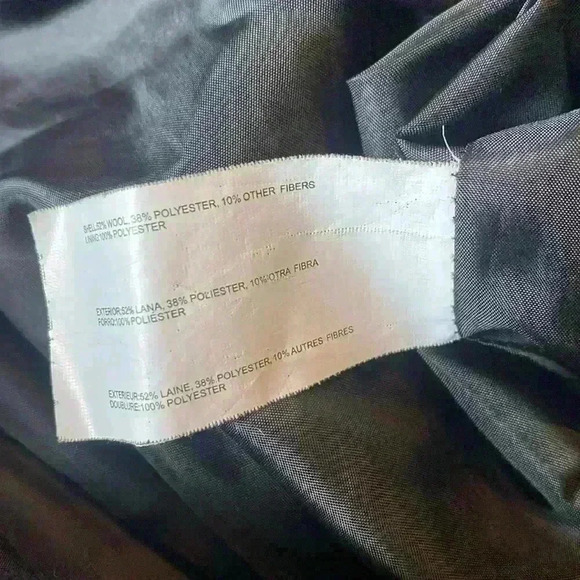 SHELL:52% WOOL, 38% POLYESTER, 10% OTHER FIBERS
LINING:100% POLYESTER
EXTERIOR:52% LANA, 38% POLIESTER, 10% OTRA FIBRA
FORRO:100% POLIESTER
EXTERIEUR:52% LAINE, 38% POLYESTER, 10% AUTRES FIBRES
DOUBLURE:100% POLYESTER